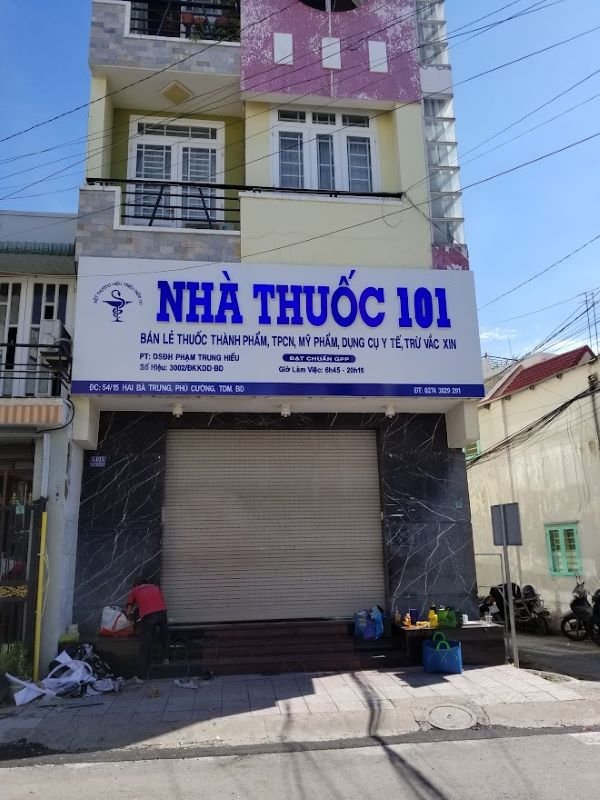 NHÀ THUỐC 101
BÁN LẺ THUỐC THÀNH PHẨM, TPCN, MỸ PHẨM, DỤNG CỤ Y TẾ, TRỪ VẮC XIN
PT: DSĐH PHẠM TRUNG HIẾU
ĐẠT CHUẨN GPP
Số Hiệu: 3002/ĐKKDD-BD
Giờ Làm Việc: 6h45 - 20h15
ĐC: 54/15 HAI BÀ TRƯNG, PHÚ CƯỜNG, TDM, BD
ĐT: 0274 3829 291